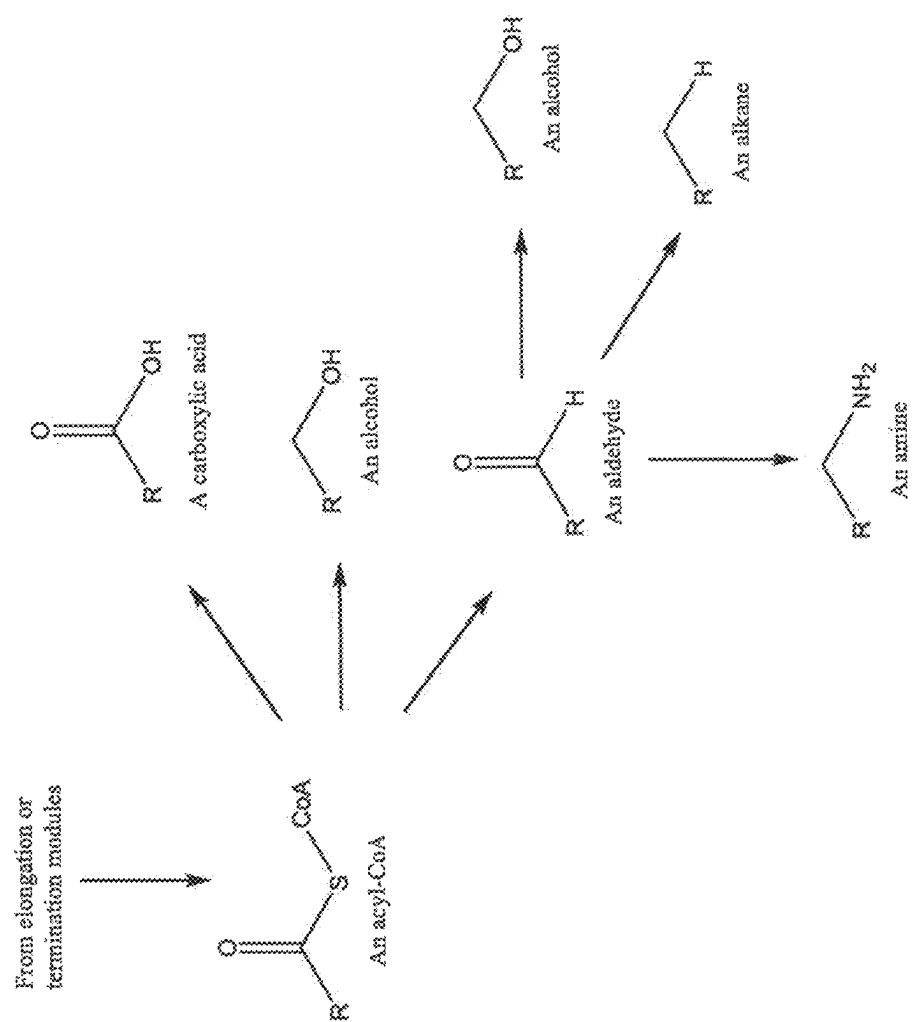 From elongation or
termination modules
O
R
S
CoA
An acyl-CoA
O
R
OH
A carboxylic acid
R
OH
An alcohol
O
R
H
An aldehyde
R
OH
An alcohol
R
H
An alkane
R
NH2
An amine